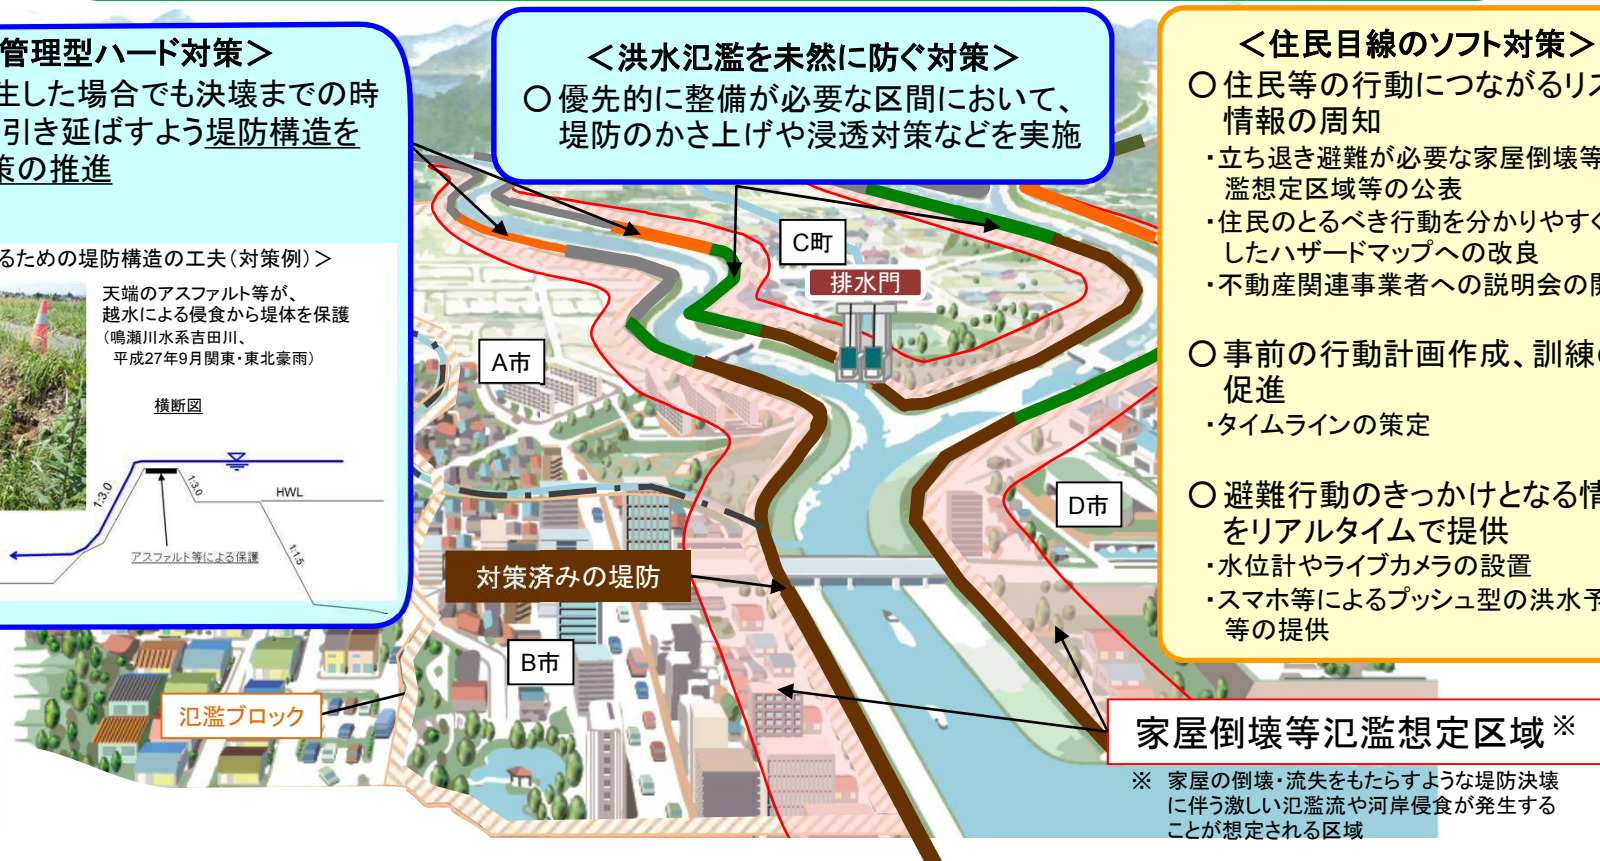 管理型ハード対策＞
生した場合でも決壊までの時
引き延ばすよう堤防構造を
策の推進
るための堤防構造の工夫（対策例）＞
天端のアスファルト等が、
越水による侵食から堤体を保護
（鳴瀬川水系吉田川、
平成27年9月関東・東北豪雨）
横断図
1:3.0
1:3.0
HWL
1:1.5
アスファルト等による保護
＜洪水氾濫を未然に防ぐ対策＞
〇優先的に整備が必要な区間において、
堤防のかさ上げや浸透対策などを実施
＜住民目線のソフト対策＞
〇住民等の行動につながるリス
情報の周知
・立ち退き避難が必要な家屋倒壊等
濫想定区域等の公表
・住民のとるべき行動を分かりやすく
したハザードマップへの改良
・不動産関連事業者への説明会の開
〇事前の行動計画作成、訓練の
促進
・タイムラインの策定
〇避難行動のきっかけとなる情
をリアルタイムで提供
・水位計やライブカメラの設置
・スマホ等によるプッシュ型の洪水予
等の提供
C町
排水門
A市
D市
対策済みの堤防
B市
氾濫ブロック
家屋倒壊等氾濫想定区域※
※ 家屋の倒壊・流失をもたらすような堤防決壊
に伴う激しい氾濫流や河岸侵食が発生する
ことが想定される区域